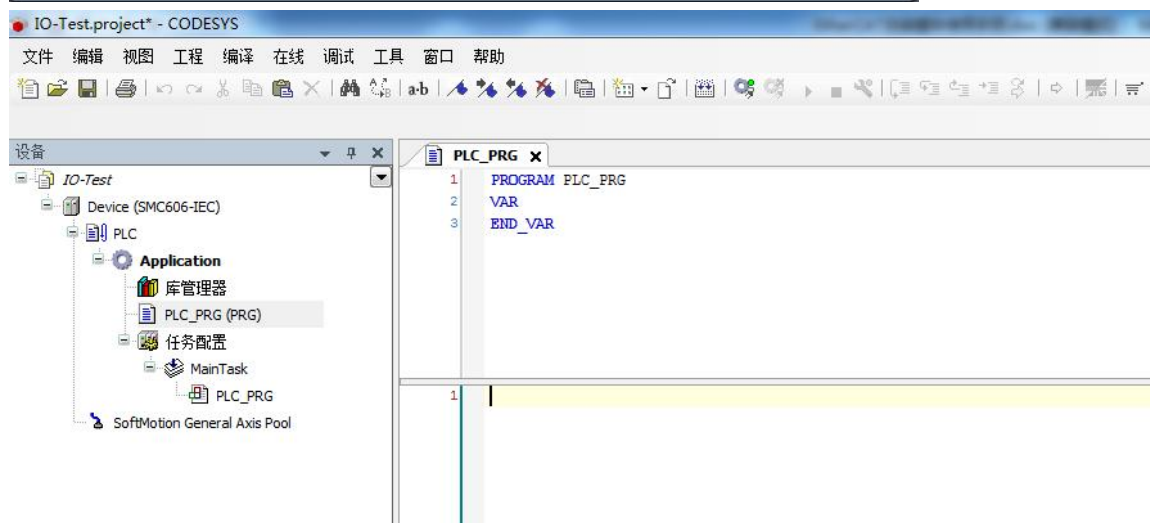 IO-Test.project* - CODESYS
文件 编辑 视图 工程 编译 在线 调试 工具 窗口 帮助
设备
IO-Test
Device (SMC606-IEC)
PLC
Application
库管理器
PLC_PRG (PRG)
任务配置
MainTask
PLC_PRG
SoftMotion General Axis Pool
PLC_PRG
1 PROGRAM PLC_PRG
2 VAR
3 END_VAR
1